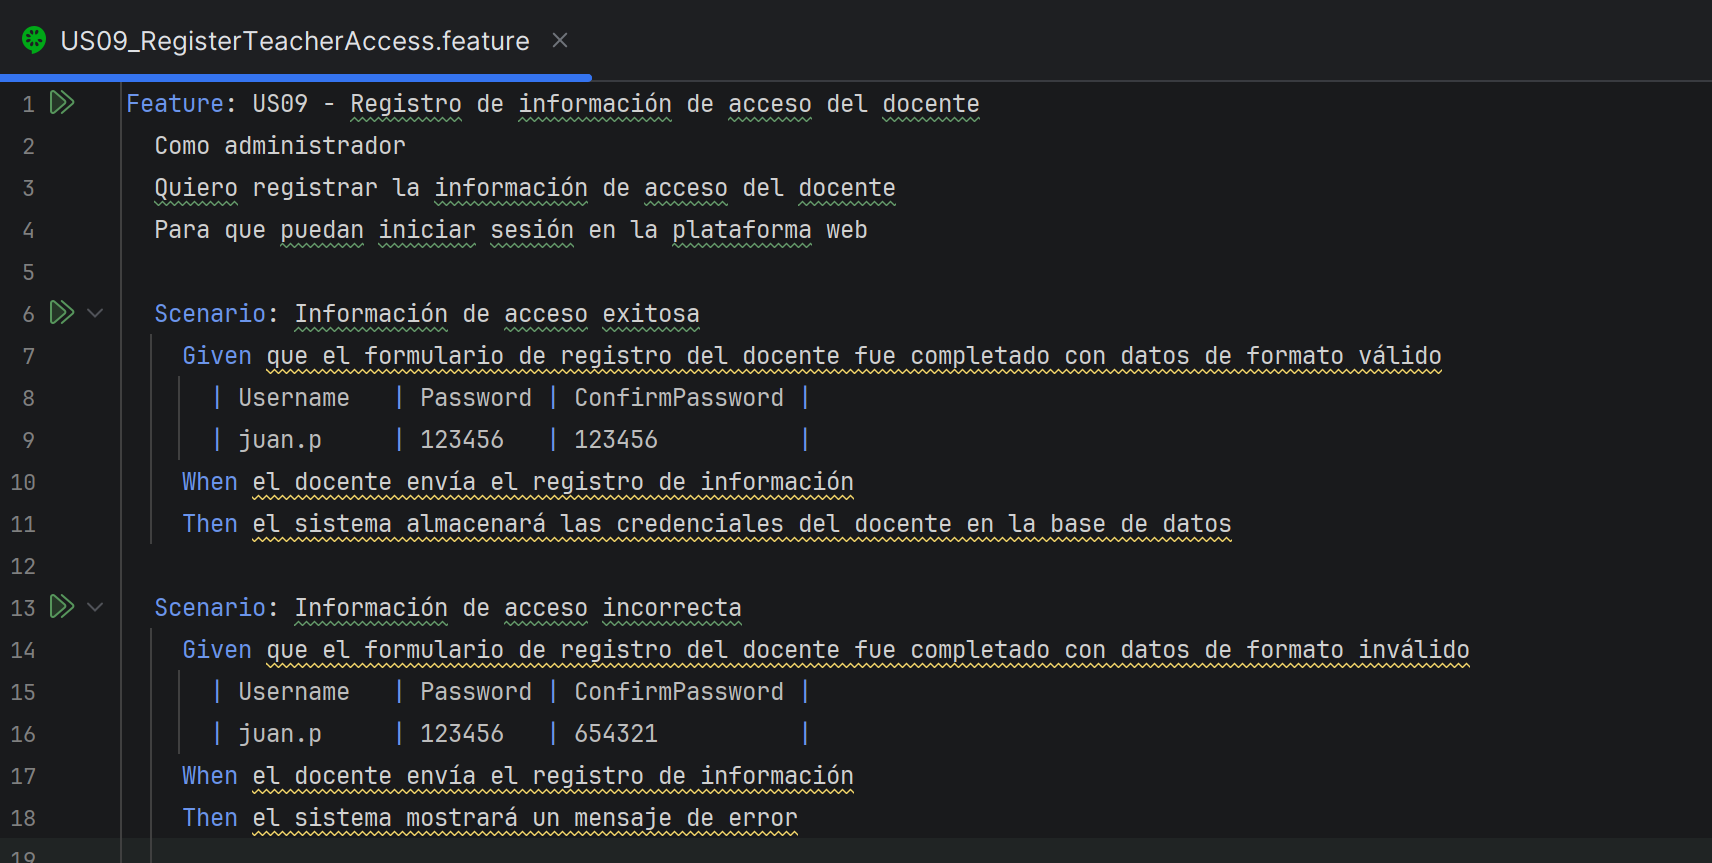 US09_RegisterTeacherAccess.feature
1 Feature: US09 - Registro de información de acceso del docente
2 Como administrador
3 Quiero registrar la información de acceso del docente
4 Para que puedan iniciar sesión en la plataforma web
5
6 Scenario: Información de acceso exitosa
7 Given que el formulario de registro del docente fue completado con datos de formato válido
8 | Username | Password | ConfirmPassword |
9 | juan.p | 123456 | 123456 |
10 When el docente envía el registro de información
11 Then el sistema almacenará las credenciales del docente en la base de datos
12
13 Scenario: Información de acceso incorrecta
14 Given que el formulario de registro del docente fue completado con datos de formato inválido
15 | Username | Password | ConfirmPassword |
16 | juan.p | 123456 | 654321 |
17 When el docente envía el registro de información
18 Then el sistema mostrará un mensaje de error
19